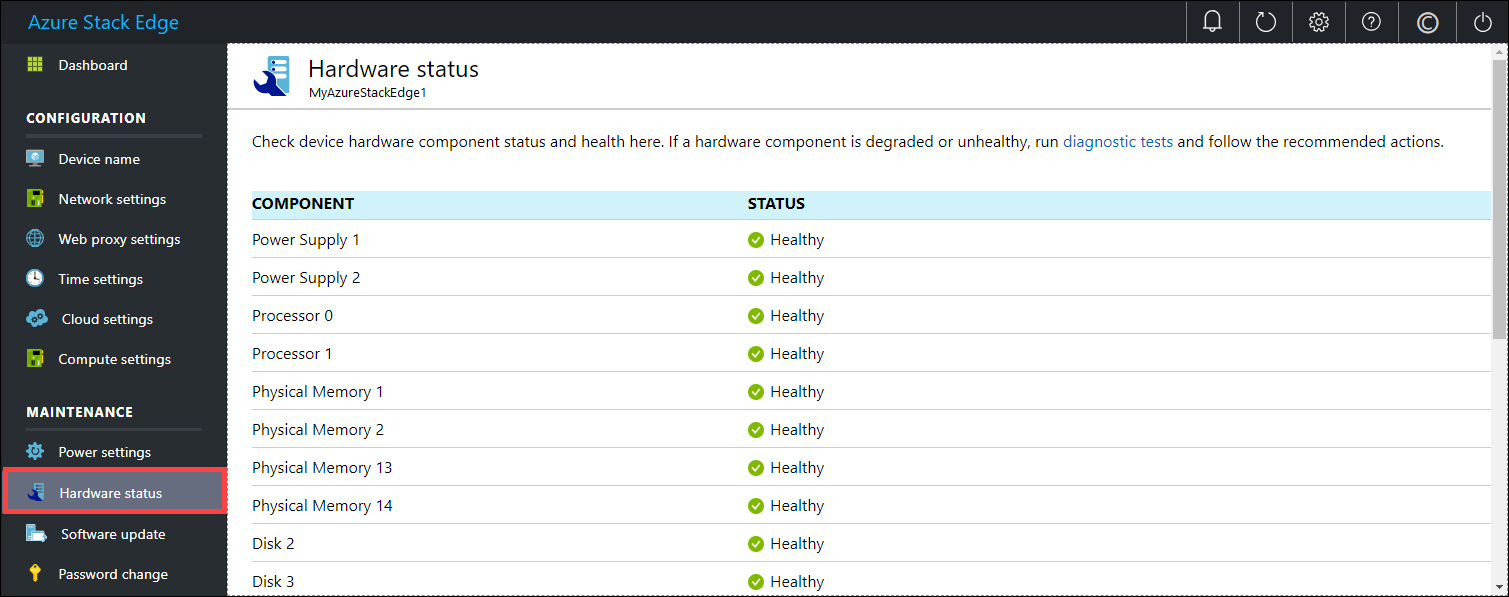 Azure Stack Edge
Dashboard
CONFIGURATION
Device name
Network settings
Web proxy settings
Time settings
Cloud settings
Compute settings
MAINTENANCE
Power settings
Hardware status
Software update
Password change
Hardware status
MyAzureStackEdge1
Check device hardware component status and health here. If a hardware component is degraded or unhealthy, run diagnostic tests and follow the recommended actions.
COMPONENT STATUS
Power Supply 1 Healthy
Power Supply 2 Healthy
Processor 0 Healthy
Processor 1 Healthy
Physical Memory 1 Healthy
Physical Memory 2 Healthy
Physical Memory 13 Healthy
Physical Memory 14 Healthy
Disk 2 Healthy
Disk 3 Healthy